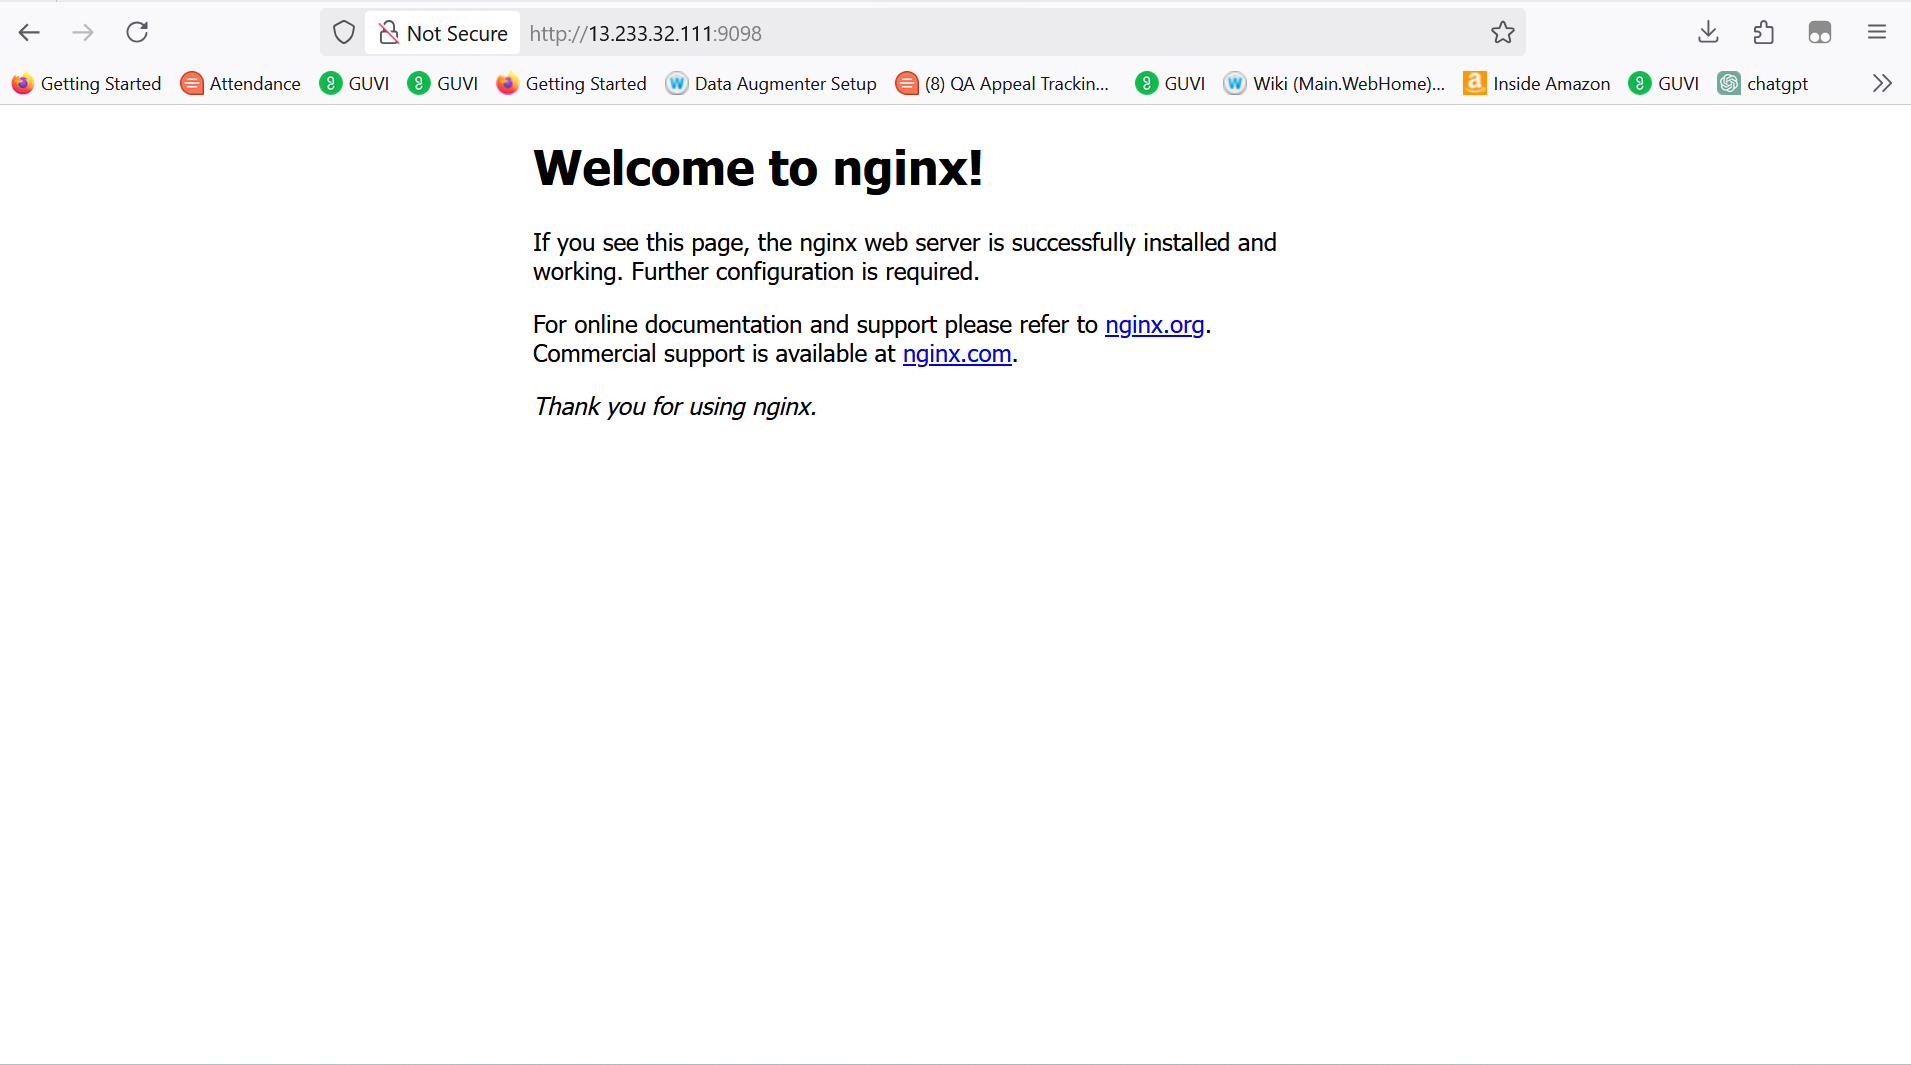 Not Secure http://13.233.32.111:9098
Getting Started Attendance GUVI GUVI Getting Started Data Augmenter Setup (8) QA Appeal Trackin... GUVI Wiki (Main.WebHome)... Inside Amazon GUVI chatgpt
Welcome to nginx!
If you see this page, the nginx web server is successfully installed and
working. Further configuration is required.
For online documentation and support please refer to nginx.org.
Commercial support is available at nginx.com.
Thank you for using nginx.